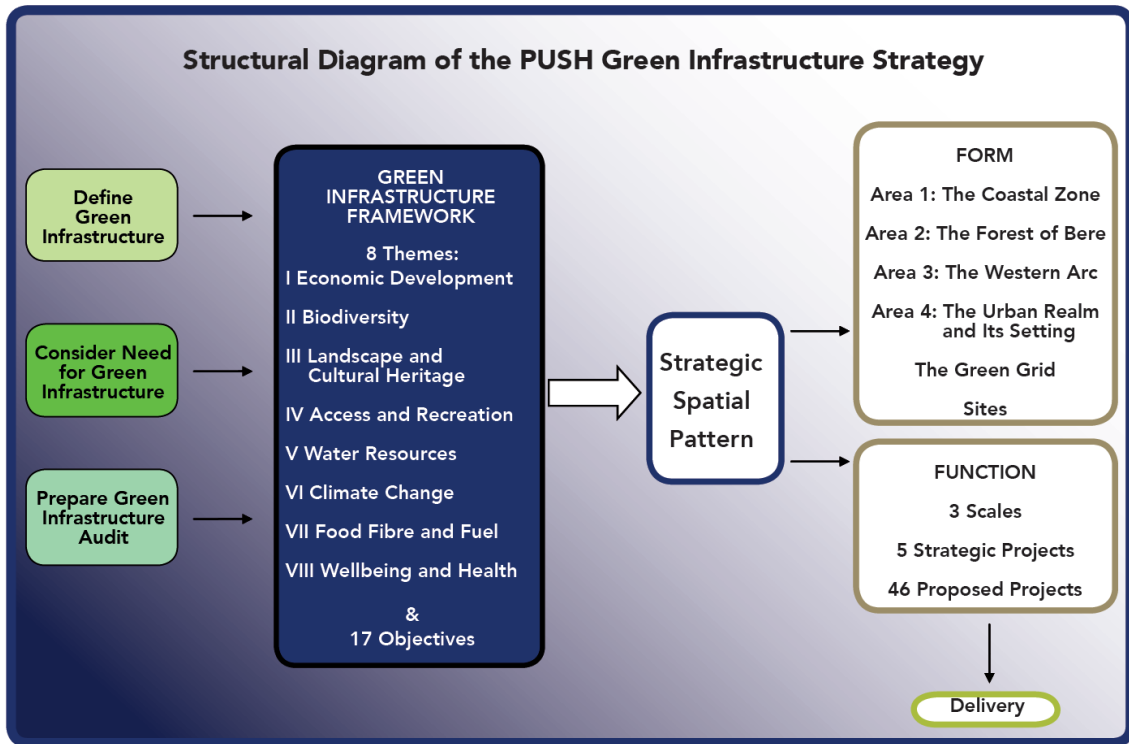 Structural Diagram of the PUSH Green Infrastructure Strategy
Define
Green
Infrastructure
Consider Need
for Green
Infrastructure
Prepare Green
Infrastructure
Audit
GREEN
INFRASTRUCTURE
FRAMEWORK
8 Themes:
I Economic Development
II Biodiversity
III Landscape and
Cultural Heritage
IV Access and Recreation
V Water Resources
VI Climate Change
VII Food Fibre and Fuel
VIII Wellbeing and Health
&
17 Objectives
Strategic
Spatial
Pattern
FORM
Area 1: The Coastal Zone
Area 2: The Forest of Bere
Area 3: The Western Arc
Area 4: The Urban Realm
and Its Setting
The Green Grid
Sites
FUNCTION
3 Scales
5 Strategic Projects
46 Proposed Projects
Delivery